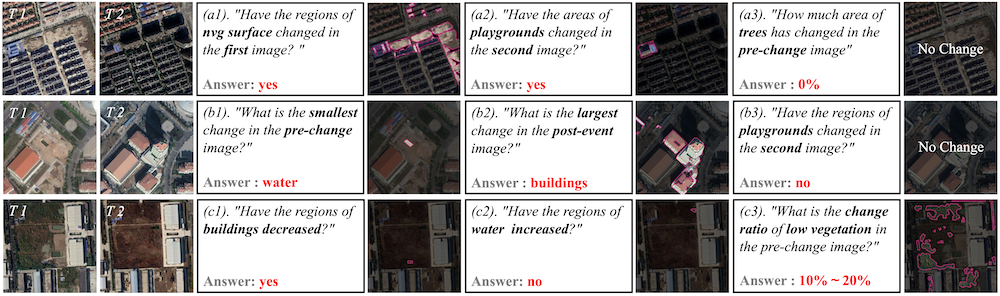 T 1
T 2
(a1). "Have the regions of
nvg surface changed in
the first image? "
Answer: yes
(a2). "Have the areas of
playgrounds changed in
the second image?"
Answer: yes
(a3). "How much area of
trees has changed in the
pre-change image"
Answer : 0%
No Change
T 1
T 2
(b1). "What is the smallest
change in the pre-change
image?"
Answer : water
(b2). "What is the largest
change in the post-event
image?"
Answer : buildings
(b3). "Have the regions of
playgrounds changed in
the second image?"
Answer: no
No Change
T 1
T 2
(c1). "Have the regions of
buildings decreased?"
Answer: yes
(c2). "Have the regions of
water increased?"
Answer: no
(c3). "What is the change
ratio of low vegetation in
the pre-change image?"
Answer : 10% ~ 20%